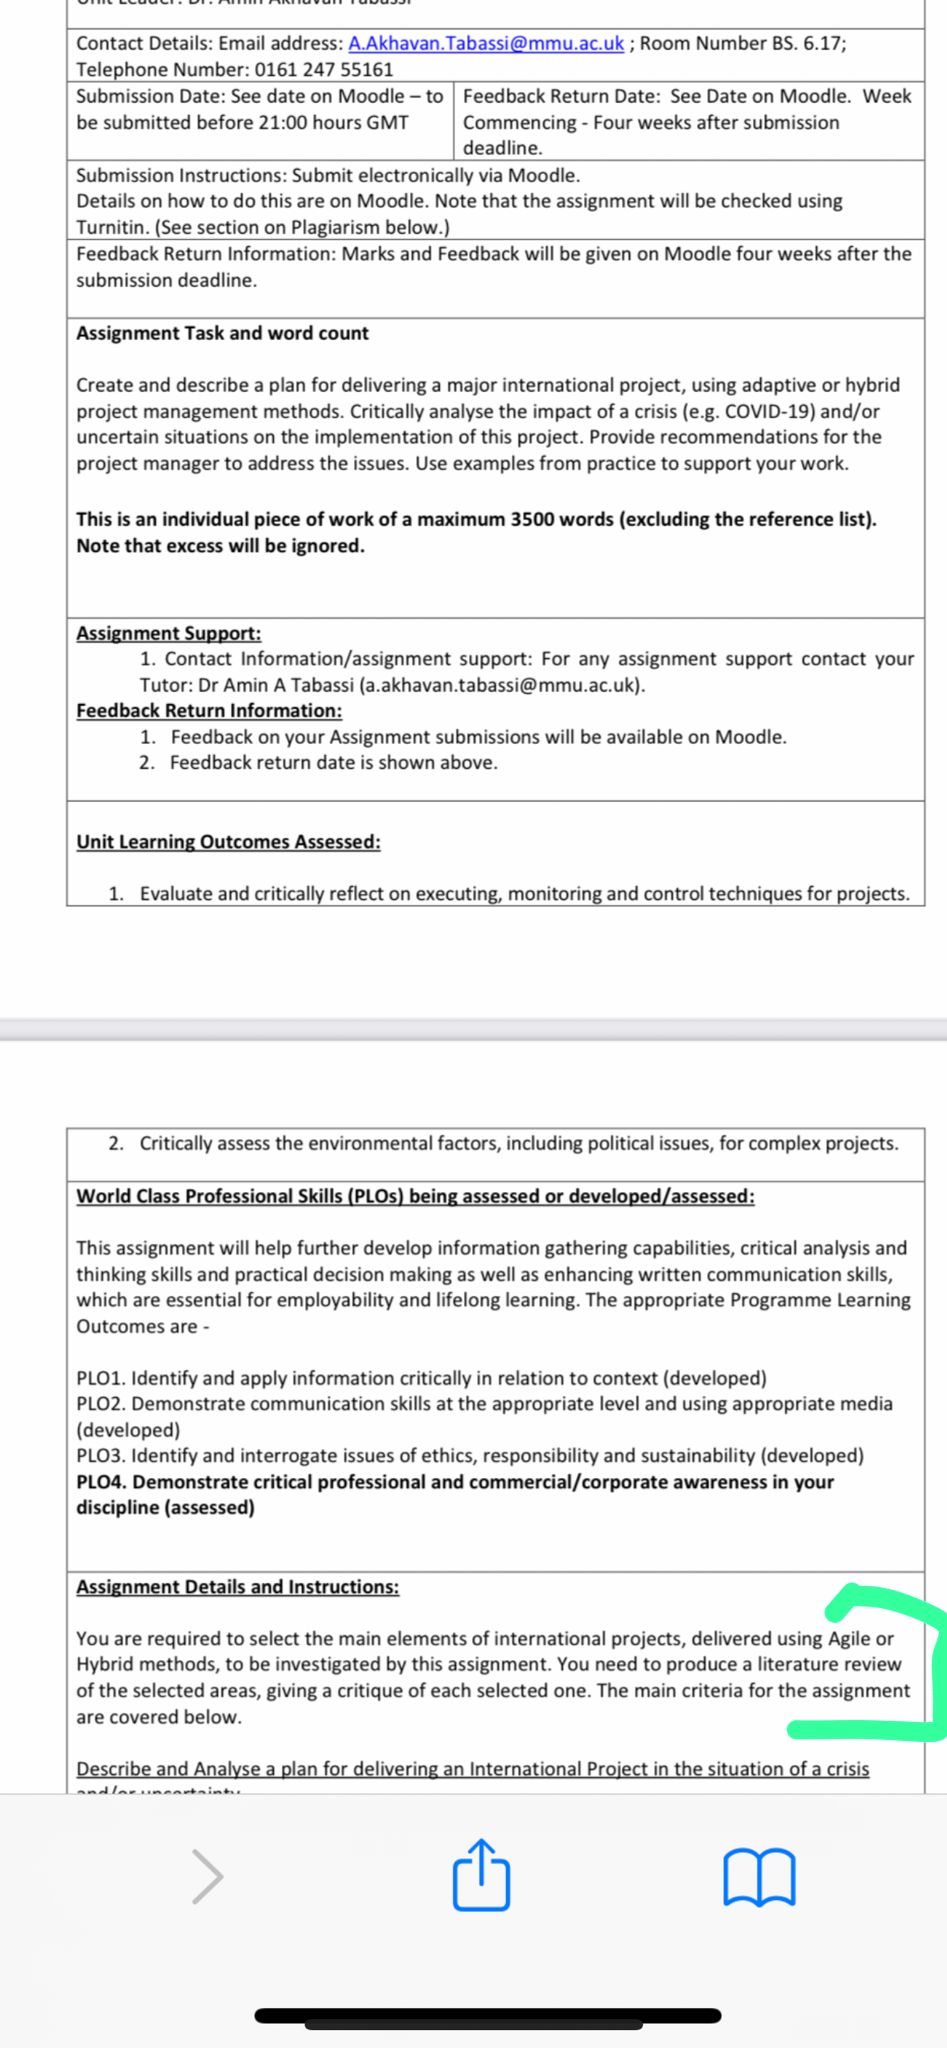 Unit Leader: Dr. Amin Akhavan Tabassi
Contact Details: Email address: A.Akhavan.Tabassi@mmu.ac.uk ; Room Number BS. 6.17;
Telephone Number: 0161 247 55161
Submission Date: See date on Moodle – to
be submitted before 21:00 hours GMT
Feedback Return Date:  See Date on Moodle.  Week
Commencing - Four weeks after submission
deadline.
Submission Instructions: Submit electronically via Moodle.
Details on how to do this are on Moodle. Note that the assignment will be checked using
Turnitin. (See section on Plagiarism below.)
Feedback Return Information: Marks and Feedback will be given on Moodle four weeks after the
submission deadline.
Assignment Task and word count
Create and describe a plan for delivering a major international project, using adaptive or hybrid
project management methods. Critically analyse the impact of a crisis (e.g. COVID-19) and/or
uncertain situations on the implementation of this project. Provide recommendations for the
project manager to address the issues. Use examples from practice to support your work.
This is an individual piece of work of a maximum 3500 words (excluding the reference list).
Note that excess will be ignored.
Assignment Support:
1. Contact Information/assignment support: For any assignment support contact your
Tutor: Dr Amin A Tabassi (a.akhavan.tabassi@mmu.ac.uk).
Feedback Return Information:
1. Feedback on your Assignment submissions will be available on Moodle.
2. Feedback return date is shown above.
Unit Learning Outcomes Assessed:
1. Evaluate and critically reflect on executing, monitoring and control techniques for projects.
2. Critically assess the environmental factors, including political issues, for complex projects.
World Class Professional Skills (PLOs) being assessed or developed/assessed:
This assignment will help further develop information gathering capabilities, critical analysis and
thinking skills and practical decision making as well as enhancing written communication skills,
which are essential for employability and lifelong learning. The appropriate Programme Learning
Outcomes are -
PLO1. Identify and apply information critically in relation to context (developed)
PLO2. Demonstrate communication skills at the appropriate level and using appropriate media
(developed)
PLO3. Identify and interrogate issues of ethics, responsibility and sustainability (developed)
PLO4. Demonstrate critical professional and commercial/corporate awareness in your
discipline (assessed)
Assignment Details and Instructions:
You are required to select the main elements of international projects, delivered using Agile or
Hybrid methods, to be investigated by this assignment. You need to produce a literature review
of the selected areas, giving a critique of each selected one. The main criteria for the assignment
are covered below.
Describe and Analyse a plan for delivering an International Project in the situation of a crisis
and/or uncertainty